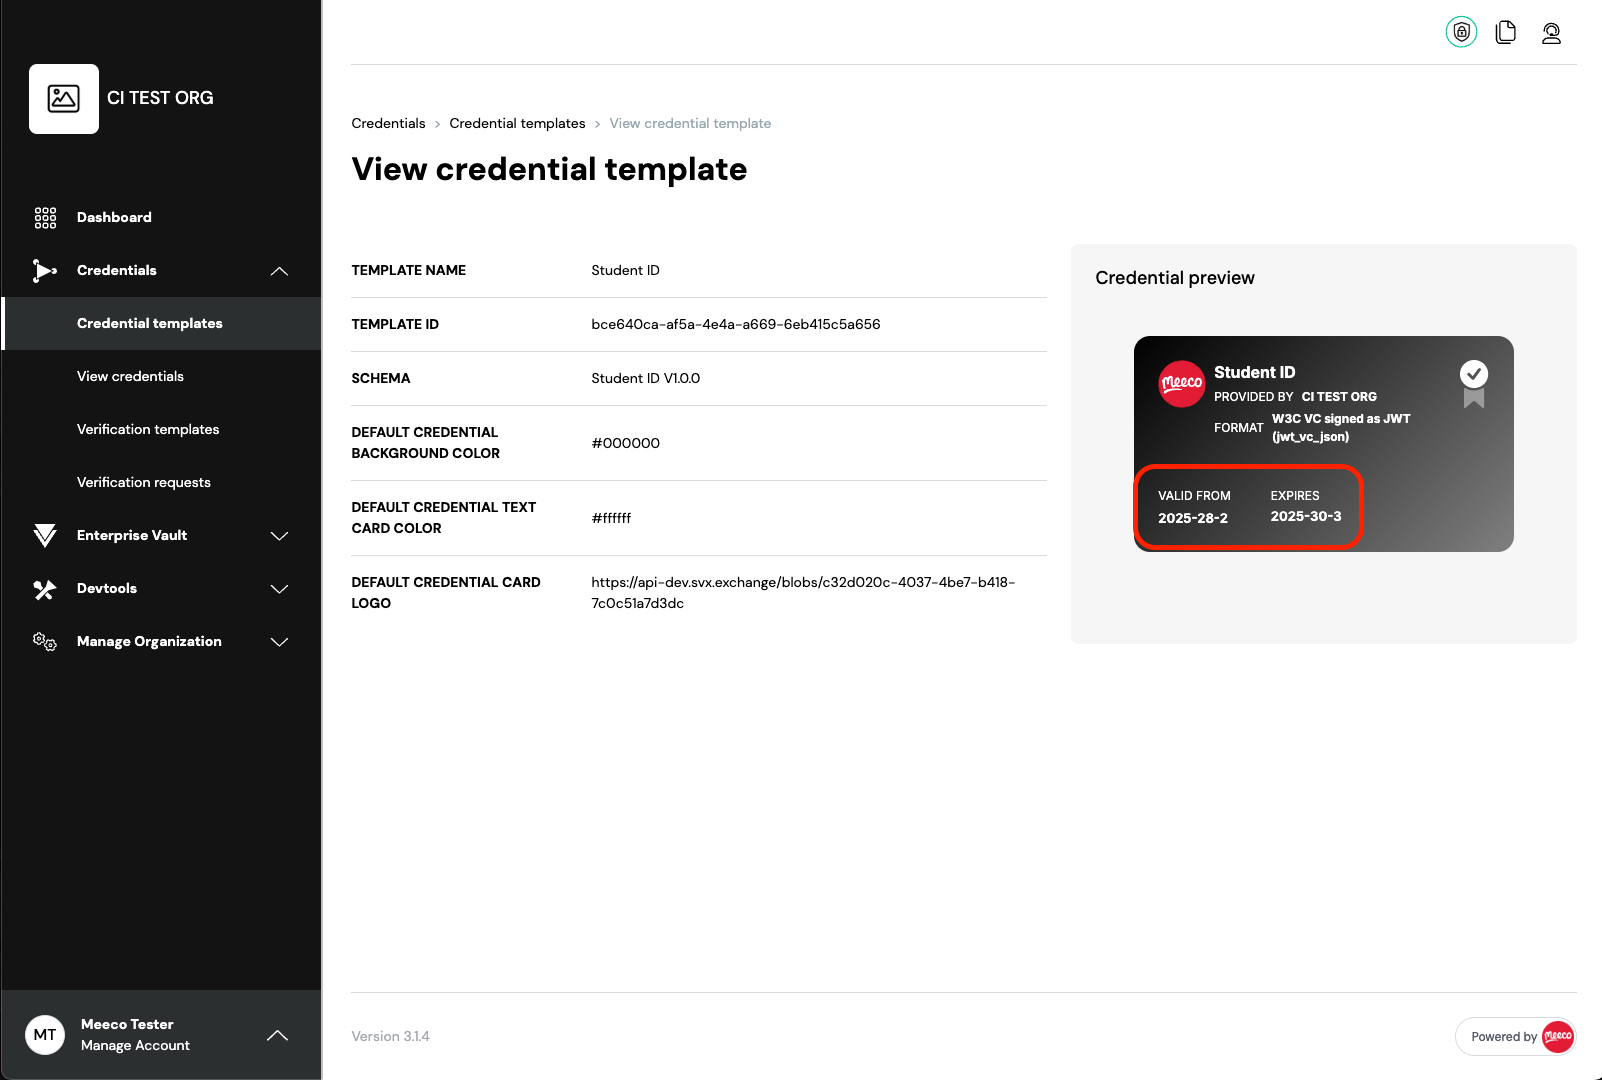 CI TEST ORG
Dashboard
Credentials
Credential templates
View credentials
Verification templates
Verification requests
Enterprise Vault
Devtools
Manage Organization
MT
Meeco Tester
Manage Account
Credentials > Credential templates > View credential template
View credential template
TEMPLATE NAME Student ID
TEMPLATE ID bce640ca-af5a-4e4a-a669-6eb415c5a656
SCHEMA Student ID V1.0.0
DEFAULT CREDENTIAL
BACKGROUND COLOR
#000000
DEFAULT CREDENTIAL TEXT
CARD COLOR
#ffffff
DEFAULT CREDENTIAL CARD
LOGO
https://api-dev.svx.exchange/blobs/c32d020c-4037-4be7-b418-
7c0c51a7d3dc
Credential preview
meeco
Student ID
PROVIDED BY CI TEST ORG
FORMAT
W3C VC signed as JWT
(jwt_vc_json)
VALID FROM EXPIRES
2025-28-2 2025-30-3
Version 3.1.4
Powered by meeco